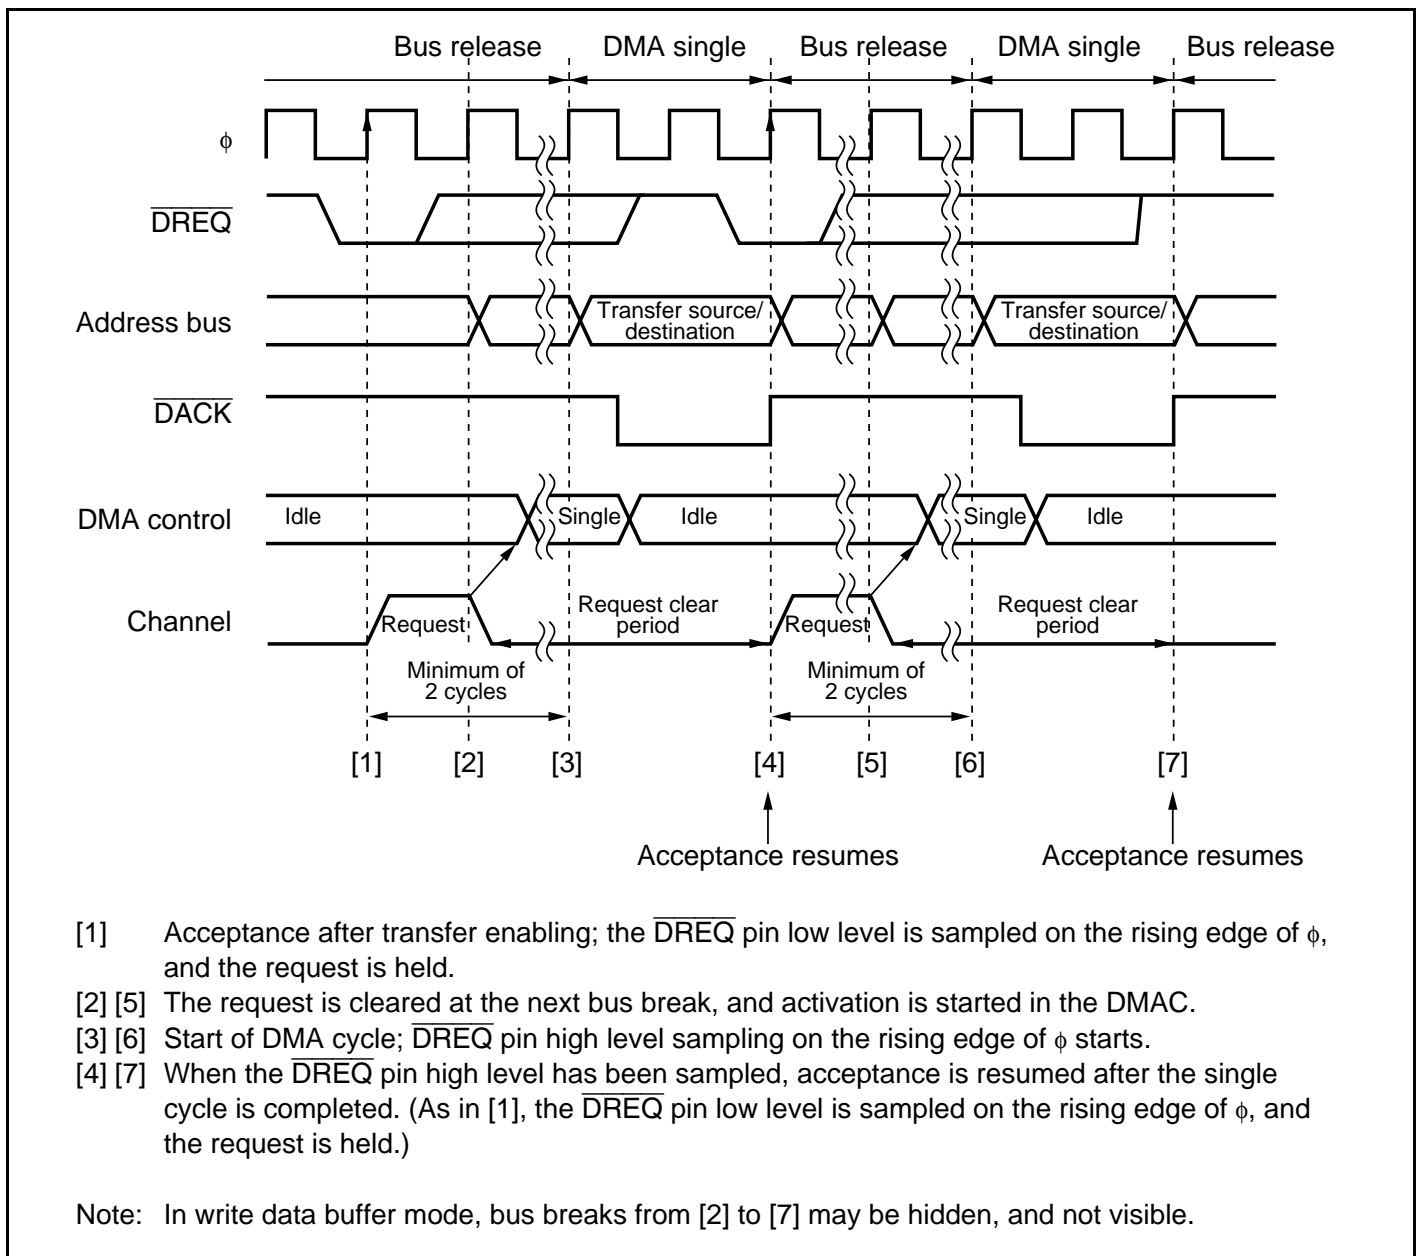 Bus release DMA single Bus release DMA single Bus release
ϕ
DREQ
Address bus
Transfer source/
destination
Transfer source/
destination
DACK
DMA control
Idle Single Idle Single Idle
Channel
Request
Request clear
period
Request
Request clear
period
Minimum of
2 cycles
Minimum of
2 cycles
[1] [2] [3] [4] [5] [6] [7]
Acceptance resumes Acceptance resumes
[1] Acceptance after transfer enabling; the DREQ pin low level is sampled on the rising edge of ϕ,
and the request is held.
[2] [5] The request is cleared at the next bus break, and activation is started in the DMAC.
[3] [6] Start of DMA cycle; DREQ pin high level sampling on the rising edge of ϕ starts.
[4] [7] When the DREQ pin high level has been sampled, acceptance is resumed after the single
cycle is completed. (As in [1], the DREQ pin low level is sampled on the rising edge of ϕ, and
the request is held.)
Note: In write data buffer mode, bus breaks from [2] to [7] may be hidden, and not visible.